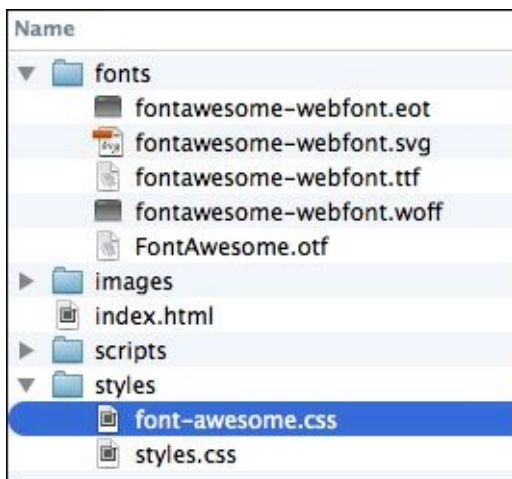 Name
fonts
fontawesome-webfont.eot
fontawesome-webfont.svg
fontawesome-webfont.ttf
fontawesome-webfont.woff
FontAwesome.otf
images
index.html
scripts
styles
font-awesome.css
styles.css